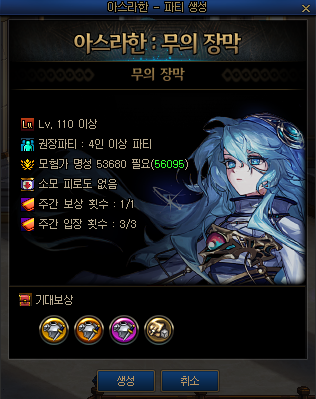 아스라한 - 파티 생성
아스라한 : 무의 장막
무의 장막
Lv Lv, 110 이상
권장파티 : 4인 이상 파티
모험가 명성 53680 필요(56095)
소모 피로도 없음
주간 보상 횟수 : 1/1
주간 입장 횟수 : 3/3
기대보상
생성
취소